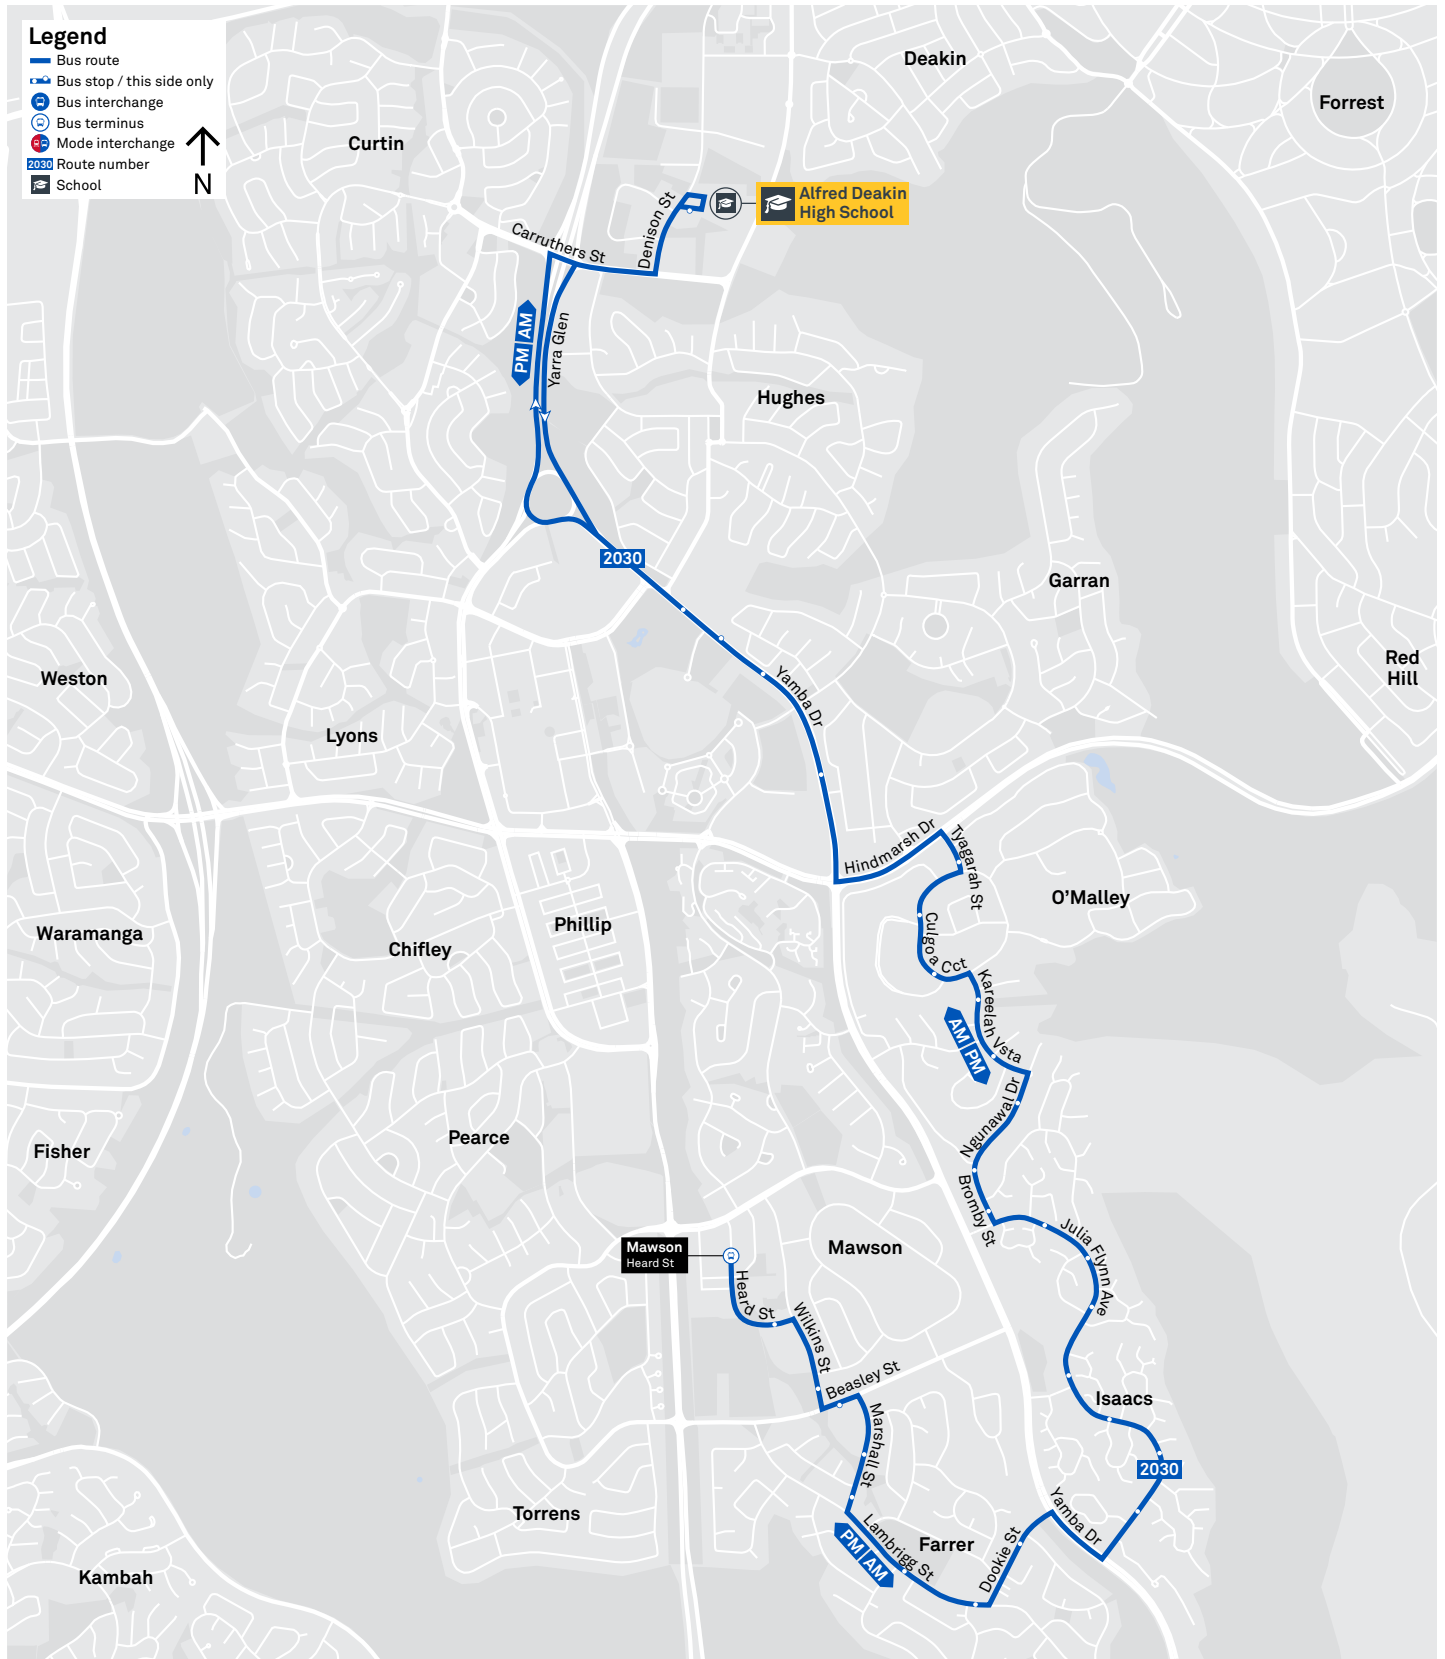 Legend
Bus route
Bus stop / this side only
Bus interchange
Bus terminus
Mode interchange
2030 Route number
School
N
Deakin
Forrest
Curtin
Alfred Deakin
High School
Denison St
Carruthers St
PM AM
Yarra Glen
Hughes
2030
Garran
Weston
Red
Hill
Yamba Dr
Lyons
Hindmarsh Dr
Tyagarah St
O'Malley
Culgoa Cct
Phillip
Waramanga
Chifley
Kareelah Vsta
AM PM
Ngunawal Dr
Pearce
Fisher
Bromby St
Julia Flynn Ave
Mawson
Heard St
Mawson
Heard St
Wilkins St
Beasley St
Isaacs
Marshall St
2030
Torrens
Yamba Dr
Lambrigg St
PM AM
Farrer
Dookie St
Kambah